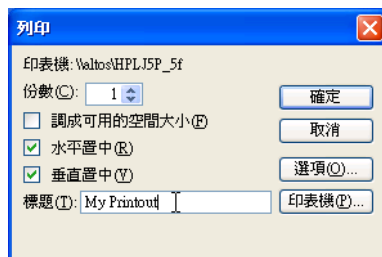 列印
印表機: \\altos\HPLJ5P_5f
份數(C): 1
確定
調成可用的空間大小(F)
取消
水平置中(R)
垂直置中(V)
選項(O)...
標題(T): My Printout
印表機(P)...